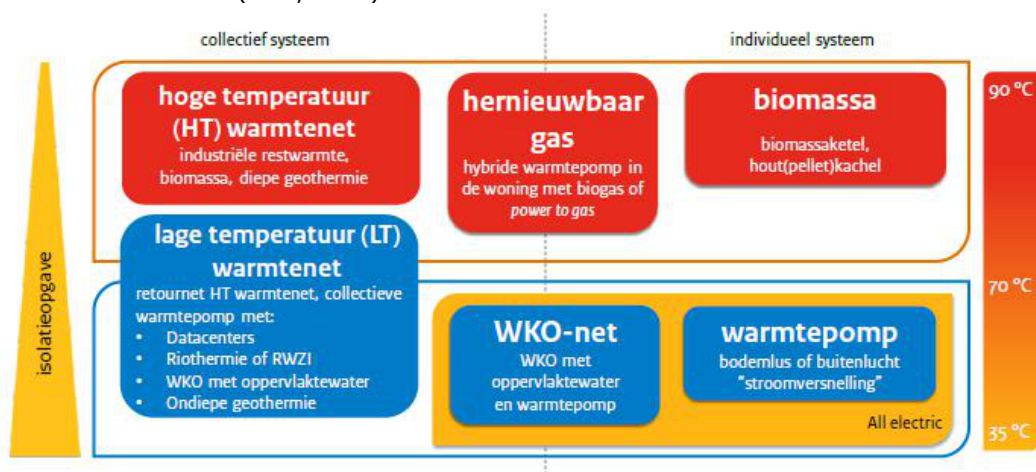 collectief systeem
individueel systeem
hoge temperatuur
(HT) warmtenet
industriële restwarmte,
biomassa, diepe geothermie
hernieuwbaar
gas
hybride warmtepomp in
de woning met biogas of
power to gas
biomassa
biomassaketel,
hout(pellet)kachel
90 °C
lage temperatuur (LT)
warmtenet
retournet HT warmtenet, collectieve
warmtepomp met:
• Datacenters
• Riothermie of RWZI
• WKO met oppervlaktewater
• Ondiepe geothermie
isolatieopgave
70 °C
WKO-net
WKO met
oppervlaktewater
en warmtepomp
warmtepomp
bodemlus of buitenlucht
"stroomversnelling"
All electric
35 °C